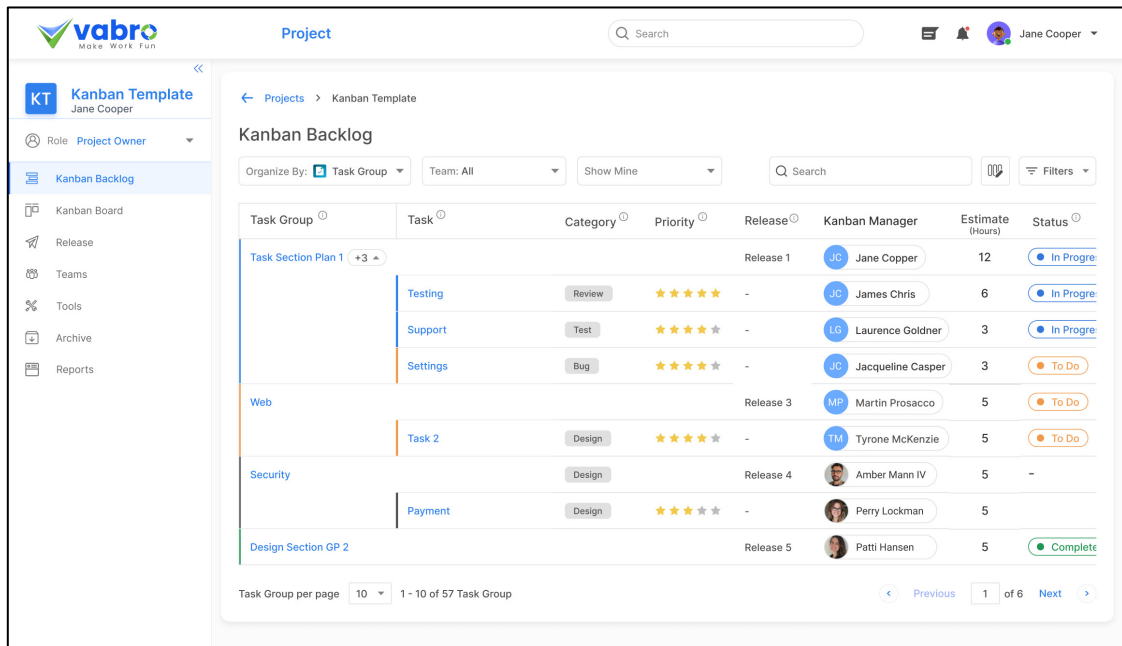 vabro
Make Work Fun
Project
Search
Jane Cooper
KT
Kanban Template
Jane Cooper
Role Project Owner
Kanban Backlog
Kanban Board
Release
Teams
Tools
Archive
Reports
Projects > Kanban Template
Kanban Backlog
Organize By: Task Group
Team: All
Show Mine
Search
Filters
Task Group Task Category Priority Release Kanban Manager Estimate (Hours) Status
Task Section Plan 1 +3 Release 1 JC Jane Copper 12 In Progre
Testing Review - JC James Chris 6 In Progre
Support Test - LG Laurence Goldner 3 In Progre
Settings Bug - JC Jacqueline Casper 3 To Do
Web Release 3 MP Martin Prosacco 5 To Do
Task 2 Design - TM Tyrone McKenzie 5 To Do
Security Design Release 4 Amber Mann IV 5 -
Payment Design - Perry Lockman 5
Design Section GP 2 Release 5 Patti Hansen 5 Complete
Task Group per page 10 1 - 10 of 57 Task Group < Previous 1 of 6 Next >